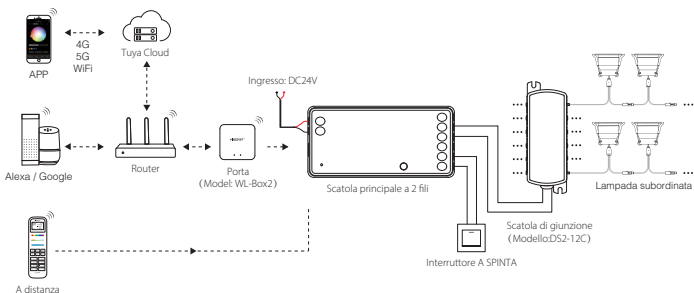 4G
5G
WiFi
APP
Tuya Cloud
Ingresso: DC24V
Alexa / Google
Router
Porta
(Model: WL-Box2)
Scatola principale a 2 fili
Lampada subordinata
Scatola di giunzione
(Modello:DS2-12C)
Interruttore A SPINTA
A distanza